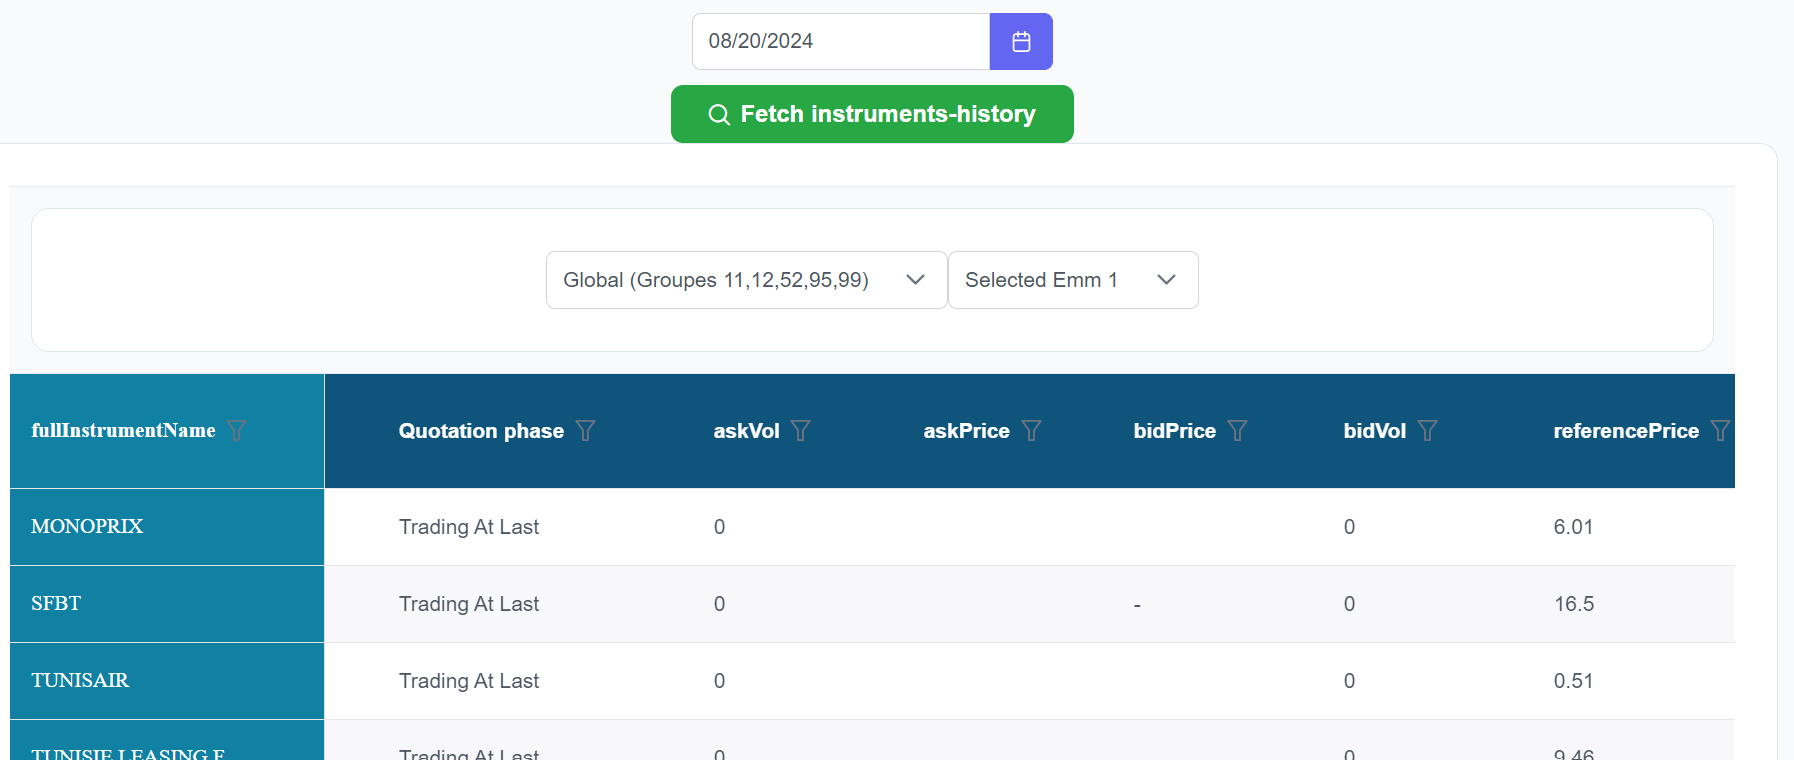 08/20/2024
Fetch instruments-history
Global (Groupes 11,12,52,95,99) Selected Emm 1
fullInstrumentName Quotation phase askVol askPrice bidPrice bidVol referencePrice
MONOPRIX Trading At Last 0 0 6.01
SFBT Trading At Last 0 - 0 16.5
TUNISAIR Trading At Last 0 0 0.51
TUNISIE LEASING F Trading At Last 0 0 9.46